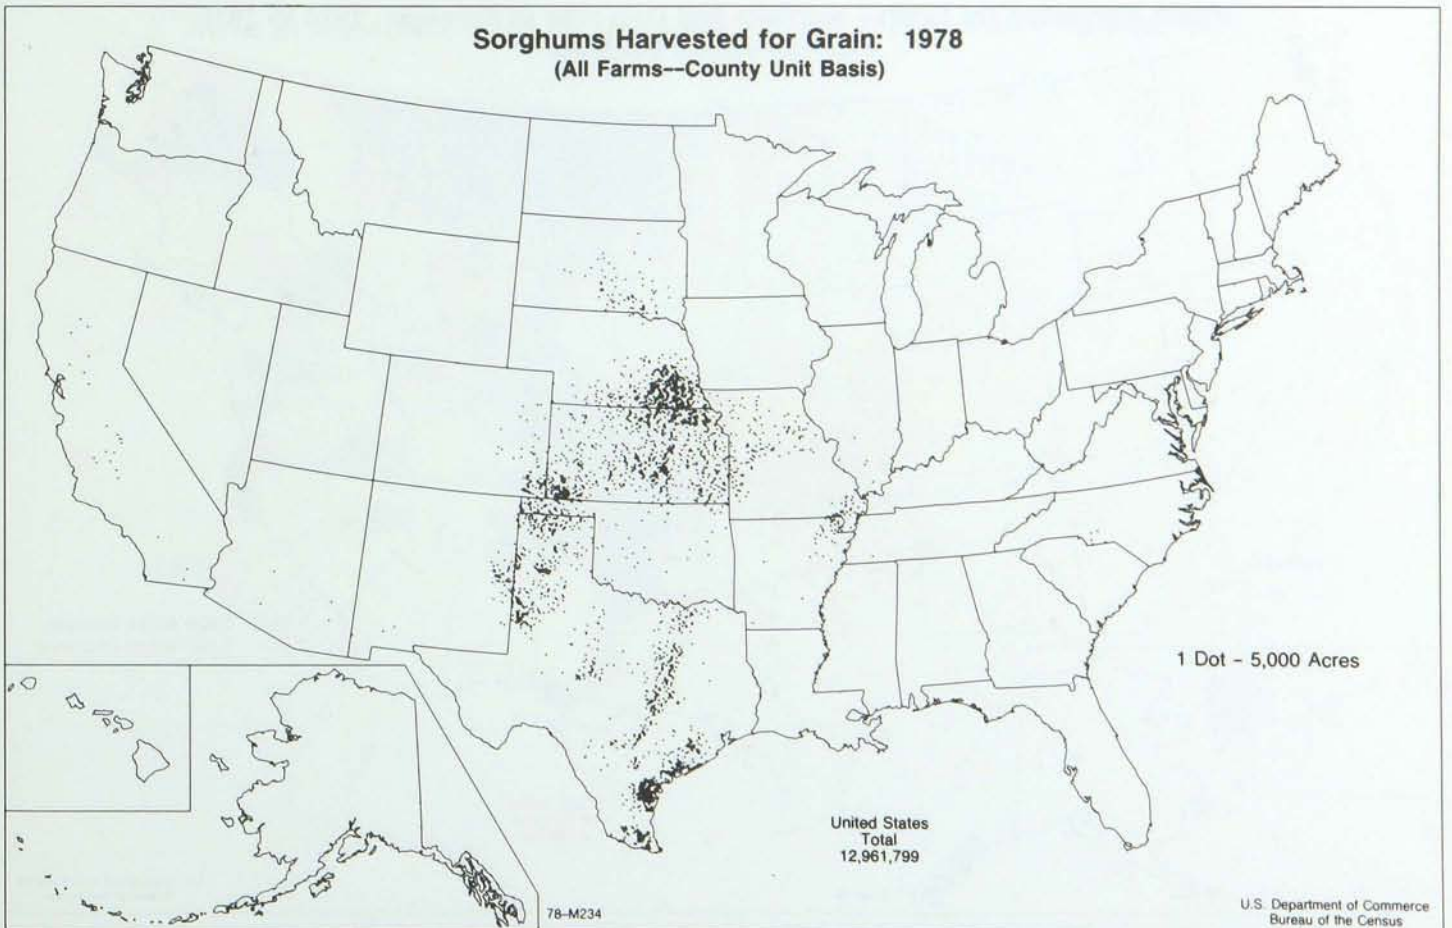 Sorghums Harvested for Grain: 1978
(All Farms--County Unit Basis)
1 Dot - 5,000 Acres
United States
Total
12,961,799
78-M234
U.S. Department of Commerce
Bureau of the Census